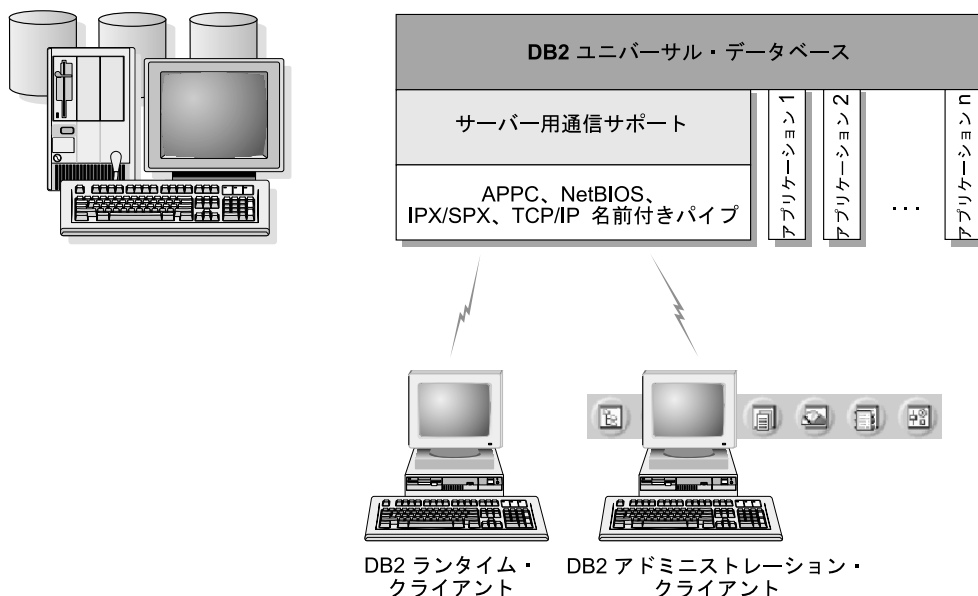 DB2 ユニバーサル・データベース
サーバー用通信サポート
APPC、NetBIOS、
IPX/SPX、TCP/IP 名前付きパイプ
アプリケーション 1
アプリケーション 2
...
アプリケーション n
DB2 ランタイム・
クライアント
DB2 アドミニストレーション・
クライアント